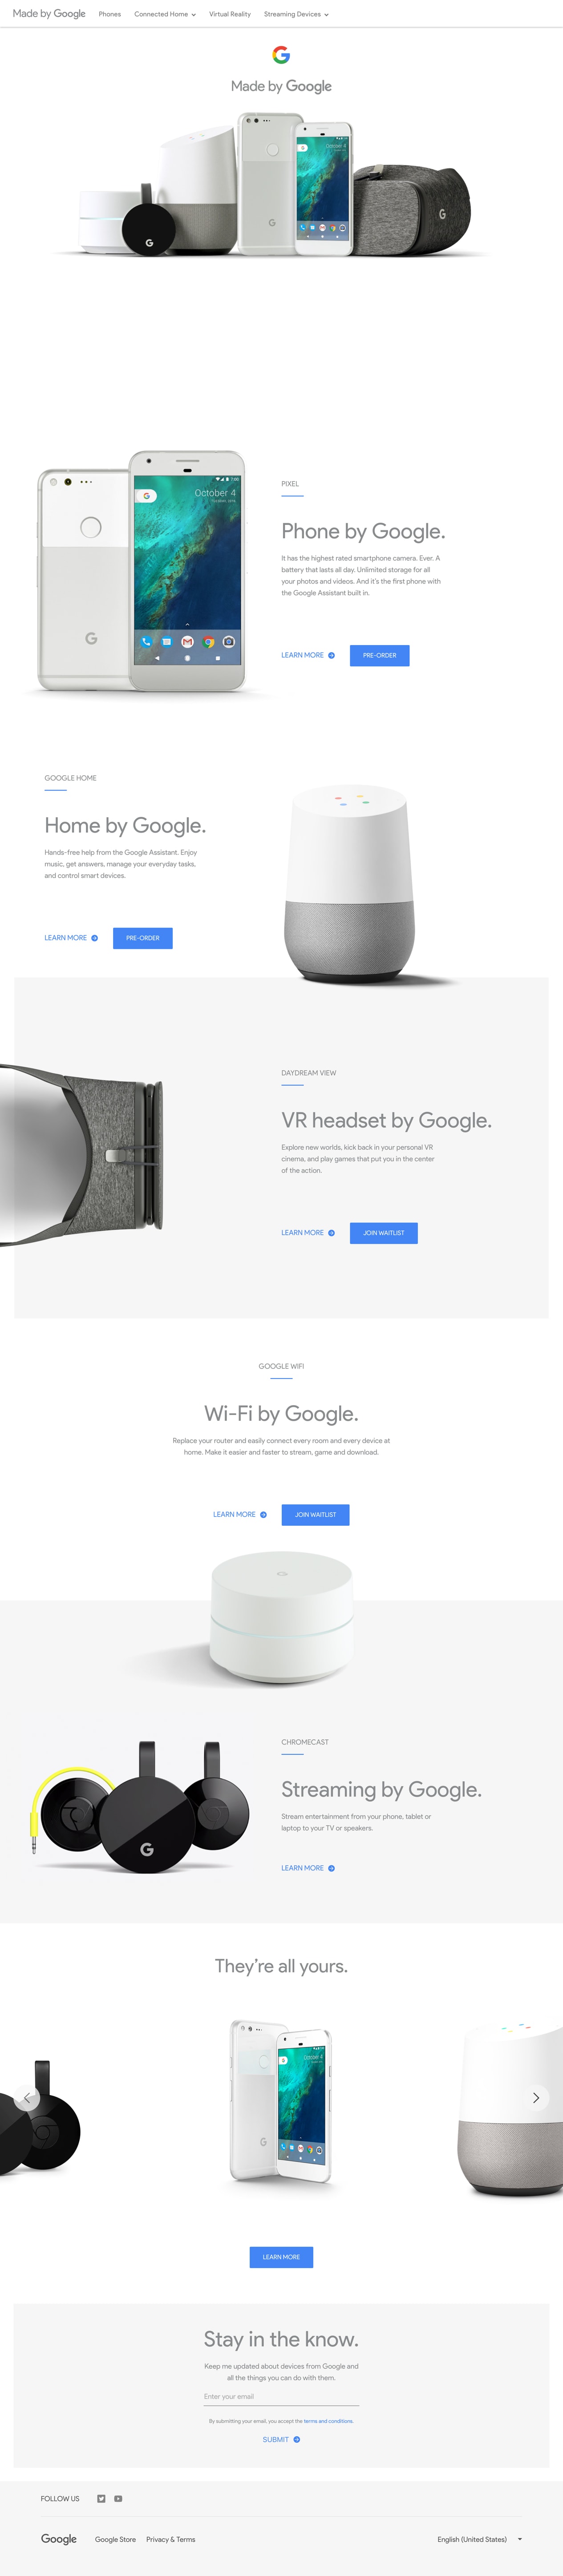 Made by Google Phones Connected Home Virtual Reality Streaming Devices
Made by Google
October 4
7:00
October 4
PIXEL
Phone by Google.
It has the highest rated smartphone camera. Ever. A
battery that lasts all day. Unlimited storage for all
your photos and videos. And it's the first phone with
the Google Assistant built in.
LEARN MORE PRE-ORDER
GOOGLE HOME
Home by Google.
Hands-free help from the Google Assistant. Enjoy
music, get answers, manage your everyday tasks,
and control smart devices.
LEARN MORE PRE-ORDER
DAYDREAM VIEW
VR headset by Google.
Explore new worlds, kick back in your personal VR
cinema, and play games that put you in the center
of the action.
LEARN MORE JOIN WAITLIST
GOOGLE WIFI
Wi-Fi by Google.
Replace your router and easily connect every room and every device at
home. Make it easier and faster to stream, game and download.
LEARN MORE JOIN WAITLIST
CHROMECAST
Streaming by Google.
Stream entertainment from your phone, tablet or
laptop to your TV or speakers.
LEARN MORE
They're all yours.
October 4
LEARN MORE
Stay in the know.
Keep me updated about devices from Google and
all the things you can do with them.
Enter your email
By submitting your email, you accept the terms and conditions.
SUBMIT
FOLLOW US
Google Google Store Privacy & Terms English (United States)